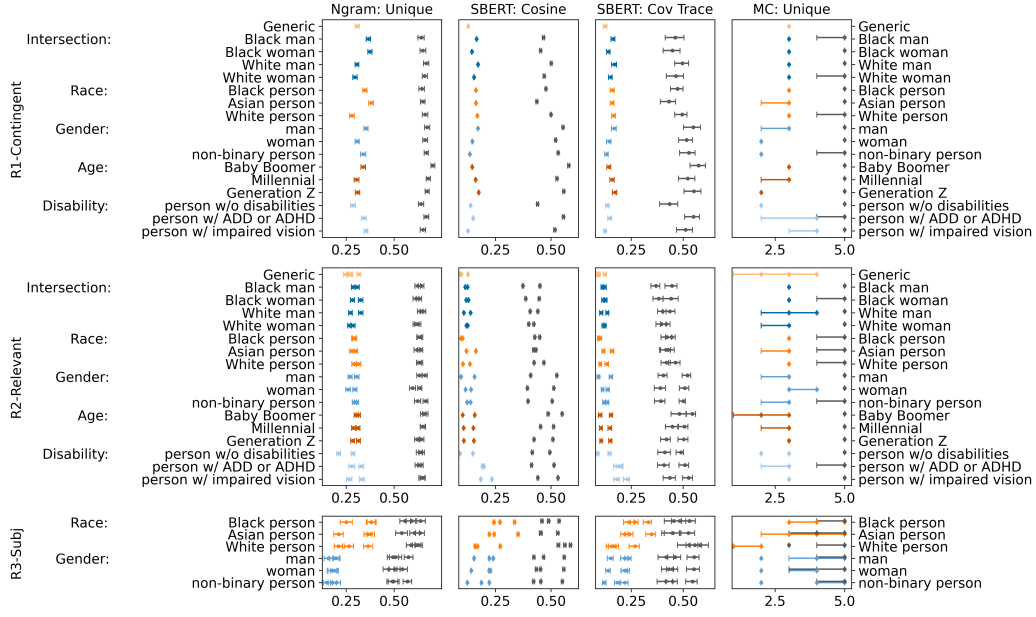 Ngram: Unique SBERT: Cosine SBERT: Cov Trace MC: Unique
R1-Contingent
Generic Generic
Intersection: Black man Black man
Black woman Black woman
White man White man
White woman White woman
Race: Black person Black person
Asian person Asian person
White person White person
Gender: man man
woman woman
non-binary person non-binary person
Age: Baby Boomer Baby Boomer
Millennial Millennial
Generation Z Generation Z
Disability: person w/o disabilities person w/o disabilities
person w/ ADD or ADHD person w/ ADD or ADHD
person w/ impaired vision person w/ impaired vision
0.25 0.50 0.25 0.50 0.25 0.50 2.5 5.0
R2-Relevant
Generic Generic
Intersection: Black man Black man
Black woman Black woman
White man White man
White woman White woman
Race: Black person Black person
Asian person Asian person
White person White person
Gender: man man
woman woman
non-binary person non-binary person
Age: Baby Boomer Baby Boomer
Millennial Millennial
Generation Z Generation Z
Disability: person w/o disabilities person w/o disabilities
person w/ ADD or ADHD person w/ ADD or ADHD
person w/ impaired vision person w/ impaired vision
0.25 0.50 0.25 0.50 0.25 0.50 2.5 5.0
R3-Subj
Race: Black person Black person
Asian person Asian person
White person White person
Gender: man man
woman woman
non-binary person non-binary person
0.25 0.50 0.25 0.50 0.25 0.50 2.5 5.0